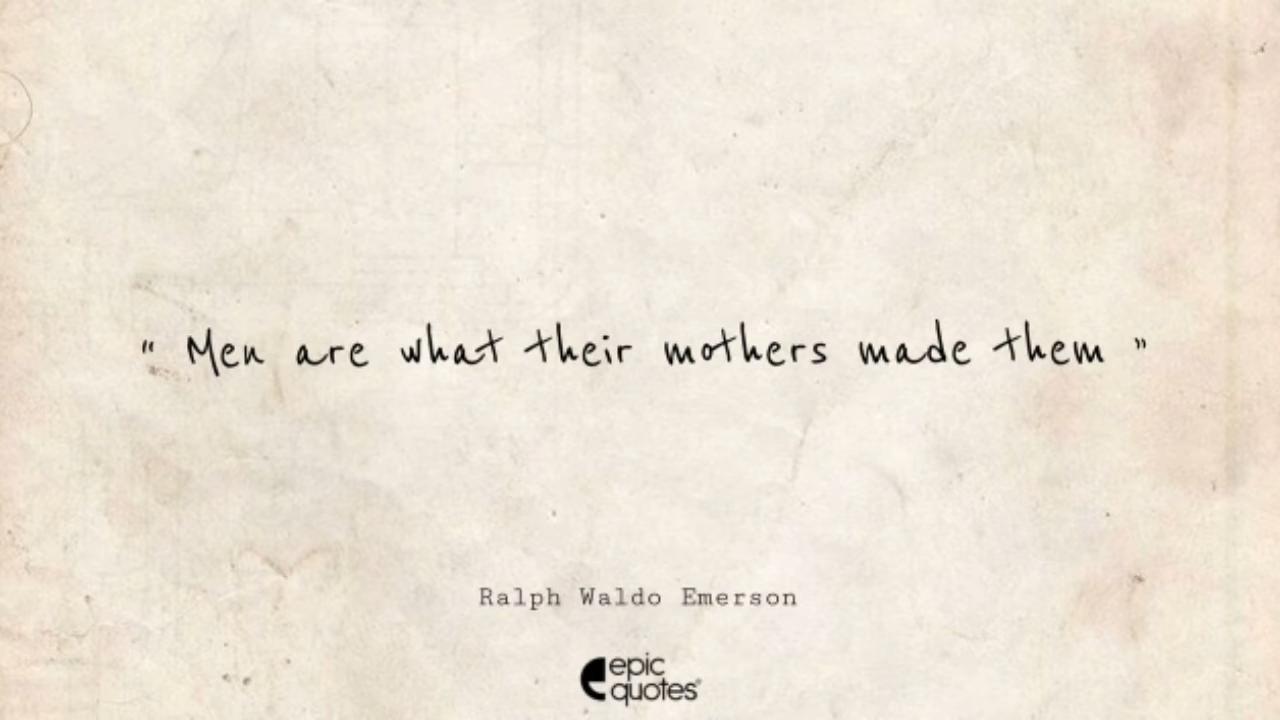 “ Men are what their mothers made them ”
Ralph Waldo Emerson
epic
quotes®